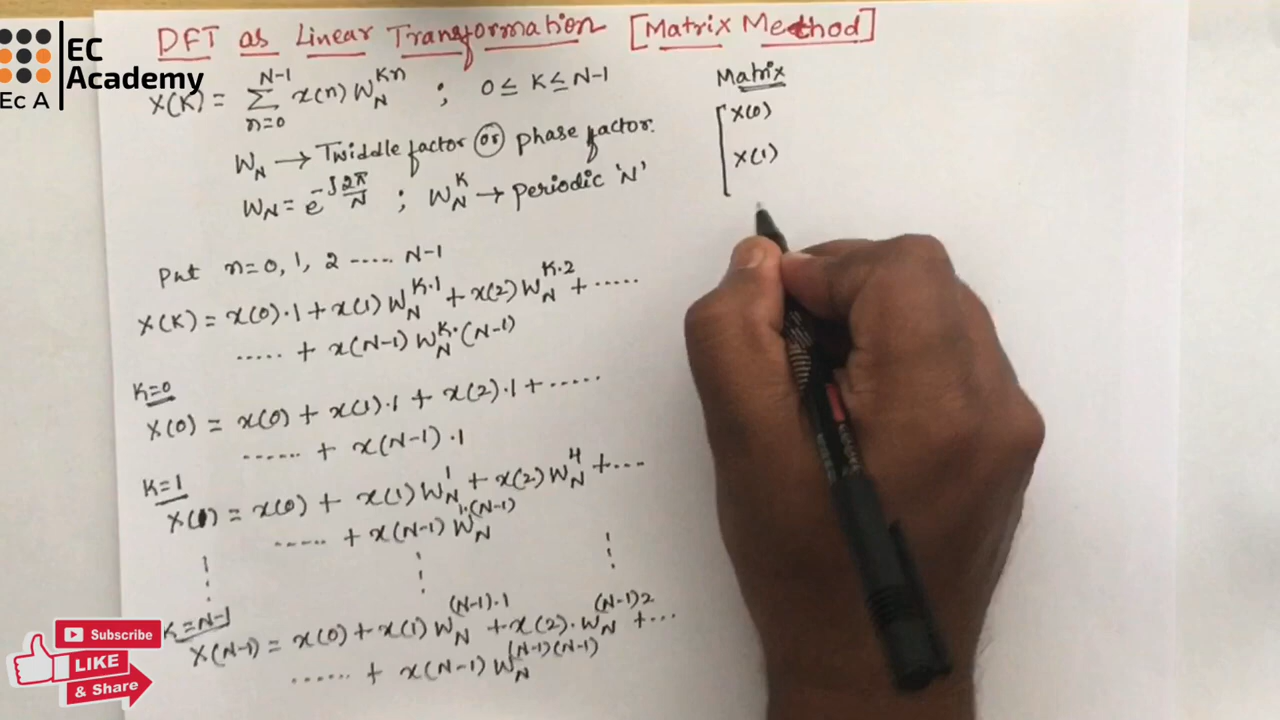 DFT as Linear Transformation [Matrix Method]
EC
Academy
Ec A
X(K) = N-1 Σ n=0 x(n) W_N^Kn ; 0 ≤ K ≤ N-1
W_N → Twiddle factor or phase factor.
W_N = e^-j2π/N ; W_N^K → Periodic 'N'
Put n=0, 1, 2 ..... N-1
X(K) = x(0)·1 + x(1) W_N^K·1 + x(2) W_N^K·2 + .....
..... + x(N-1) W_N^K·(N-1)
K=0
X(0) = x(0) + x(1)·1 + x(2)·1 + .....
...... + x(N-1)·1
K=1
X(1) = x(0) + x(1) W_N^1 + x(2) W_N^4 + ....
..... + x(N-1) W_N^1·(N-1)
K=N-1
X(N-1) = x(0) + x(1) W_N^(N-1)·1 + x(2)· W_N^(N-1)2 + ...
...... + x(N-1) W_N^(N-1)(N-1)
Matrix
[X(0)
X(1)
Subscribe
LIKE
& Share